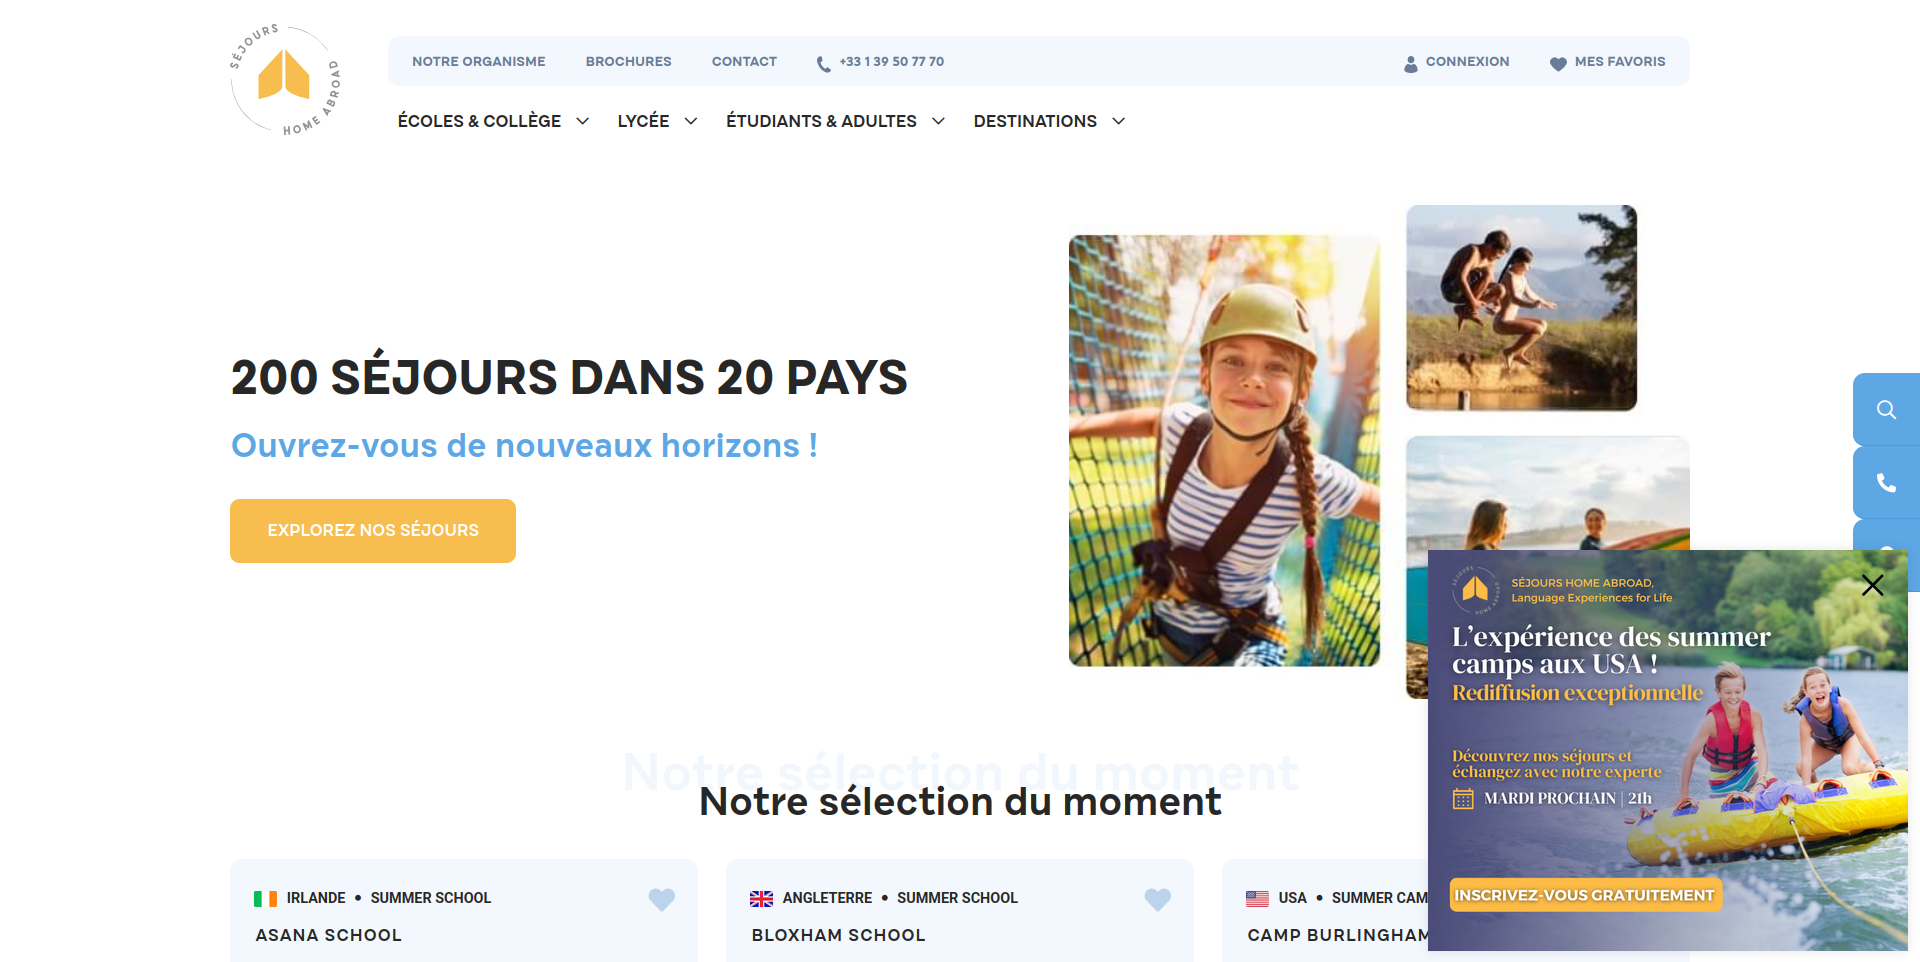 SÉJOURS
HOME ABROAD
NOTRE ORGANISME
BROCHURES
CONTACT
+33 1 39 50 77 70
CONNEXION
MES FAVORIS
ÉCOLES & COLLÈGE
LYCÉE
ÉTUDIANTS & ADULTES
DESTINATIONS
200 SÉJOURS DANS 20 PAYS
Ouvrez-vous de nouveaux horizons !
EXPLOREZ NOS SÉJOURS
SÉJOURS
HOME ABROAD
SÉJOURS HOME ABROAD,
Language Experiences for Life
L'expérience des summer
camps aux USA !
Rediffusion exceptionnelle
Découvrez nos séjours et
échangez avec notre experte
MARDI PROCHAIN | 21h
INSCRIVEZ-VOUS GRATUITEMENT
Notre sélection du moment
Notre sélection du moment
IRLANDE • SUMMER SCHOOL
ASANA SCHOOL
ANGLETERRE • SUMMER SCHOOL
BLOXHAM SCHOOL
USA • SUMMER CAM
CAMP BURLINGHAM